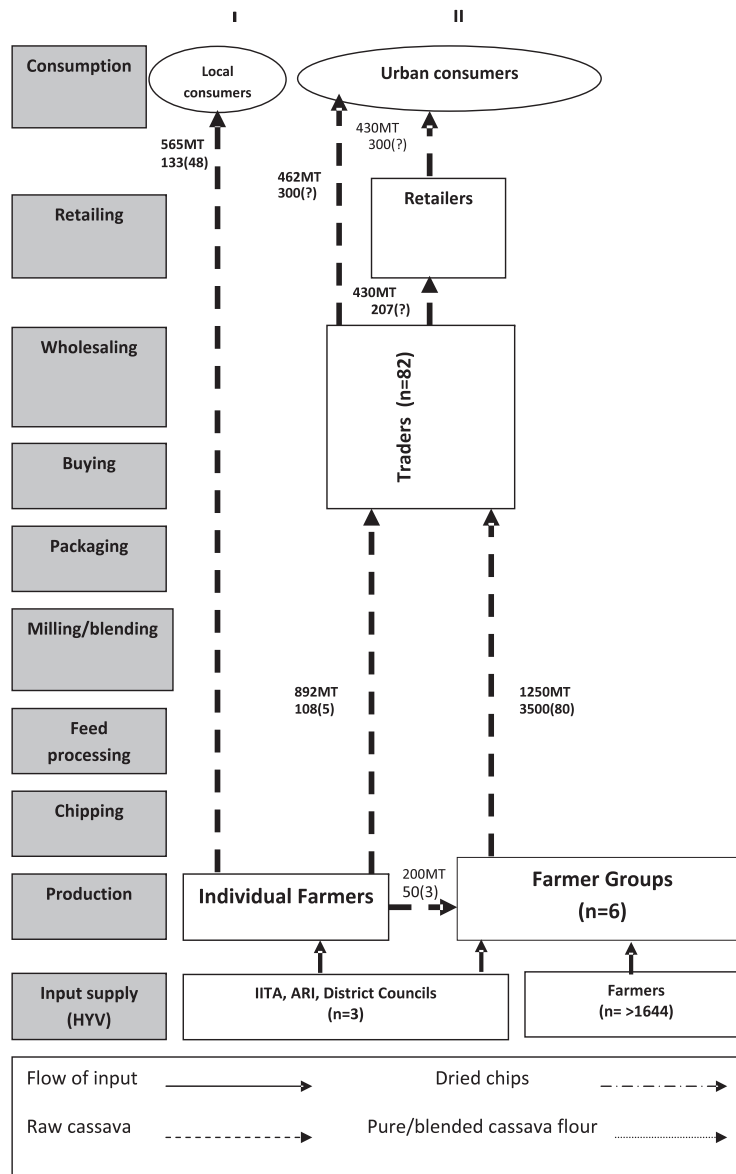 I
II
Consumption
Local
consumers
Urban consumers
565MT
133(48)
430MT
300(?)
462MT
300(?)
Retailing
Retailers
430MT
207(?)
Wholesaling
Traders (n=82)
Buying
Packaging
Milling/blending
892MT
108(5)
1250MT
3500(80)
Feed
processing
Chipping
Production
Individual Farmers
200MT
50(3)
Farmer Groups
(n=6)
Input supply
(HYV)
IITA, ARI, District Councils
(n=3)
Farmers
(n= >1644)
Flow of input
Dried chips
Raw cassava
Pure/blended cassava flour